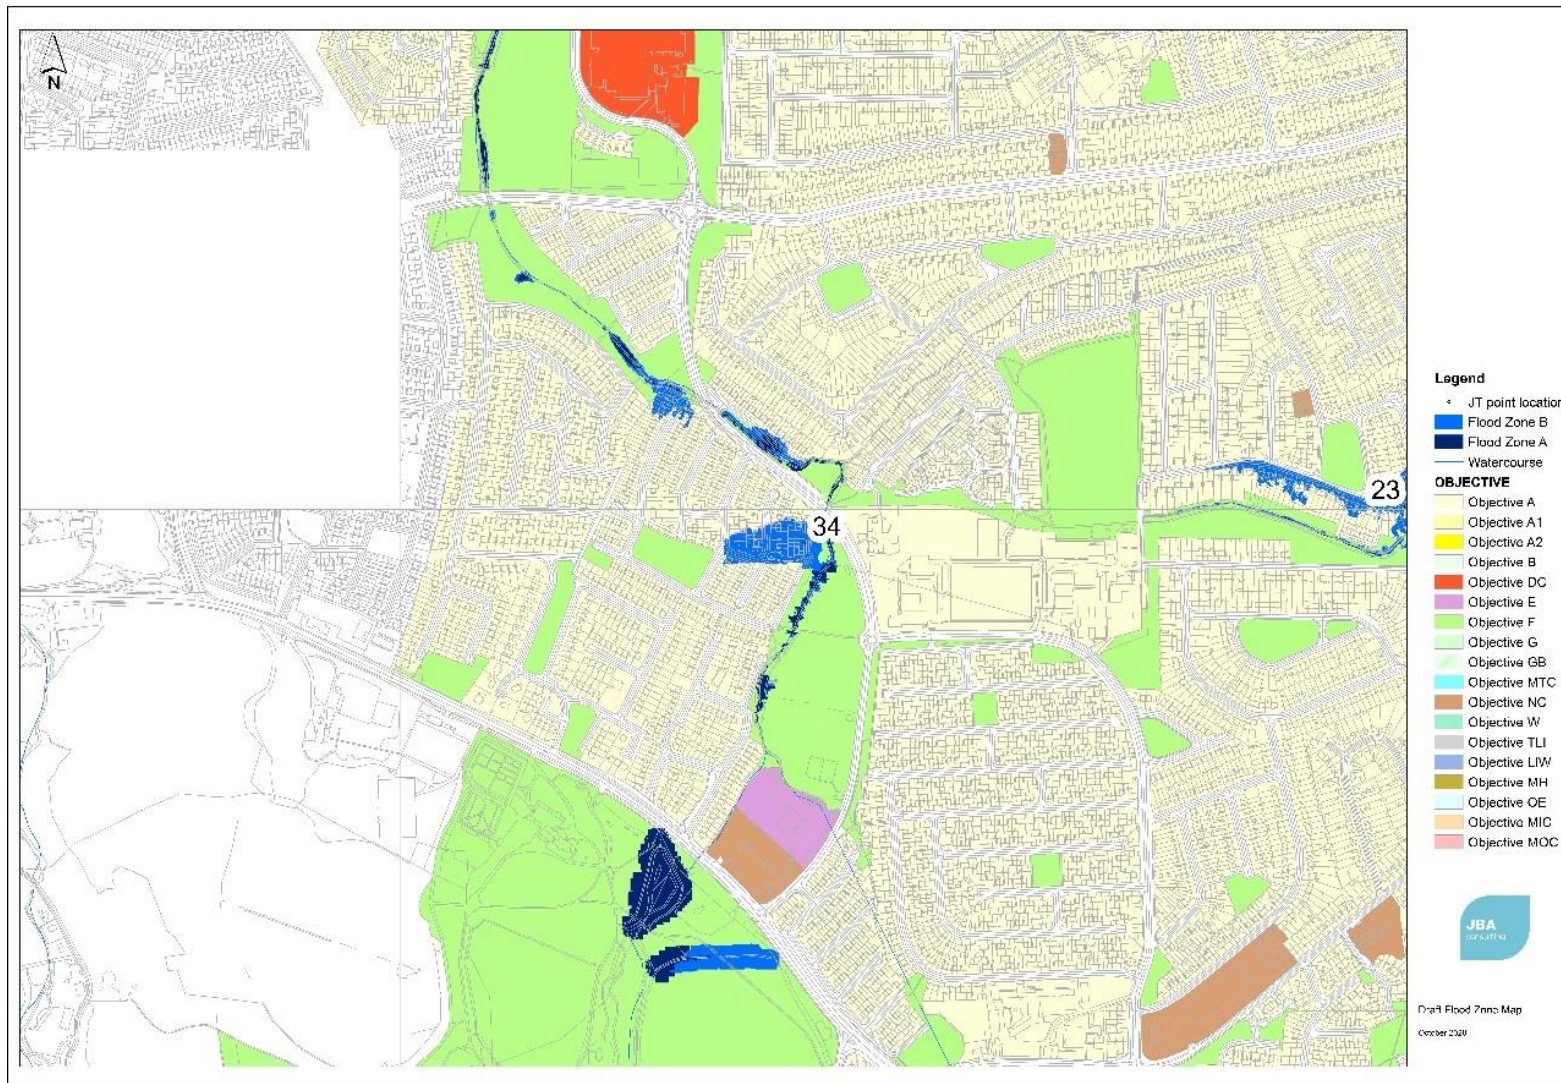 N
34
23
Legend
JT point location
Flood Zone B
Flood Zone A
Watercourse
OBJECTIVE
Objective A
Objective A1
Objective A2
Objective B
Objective DC
Objective E
Objective F
Objective G
Objective GB
Objective MTC
Objective NC
Objective W
Objective TLI
Objective LIW
Objective MH
Objective OE
Objective MIC
Objective MOC
JBA
consulting
Draft Flood Zone Map
October 2020